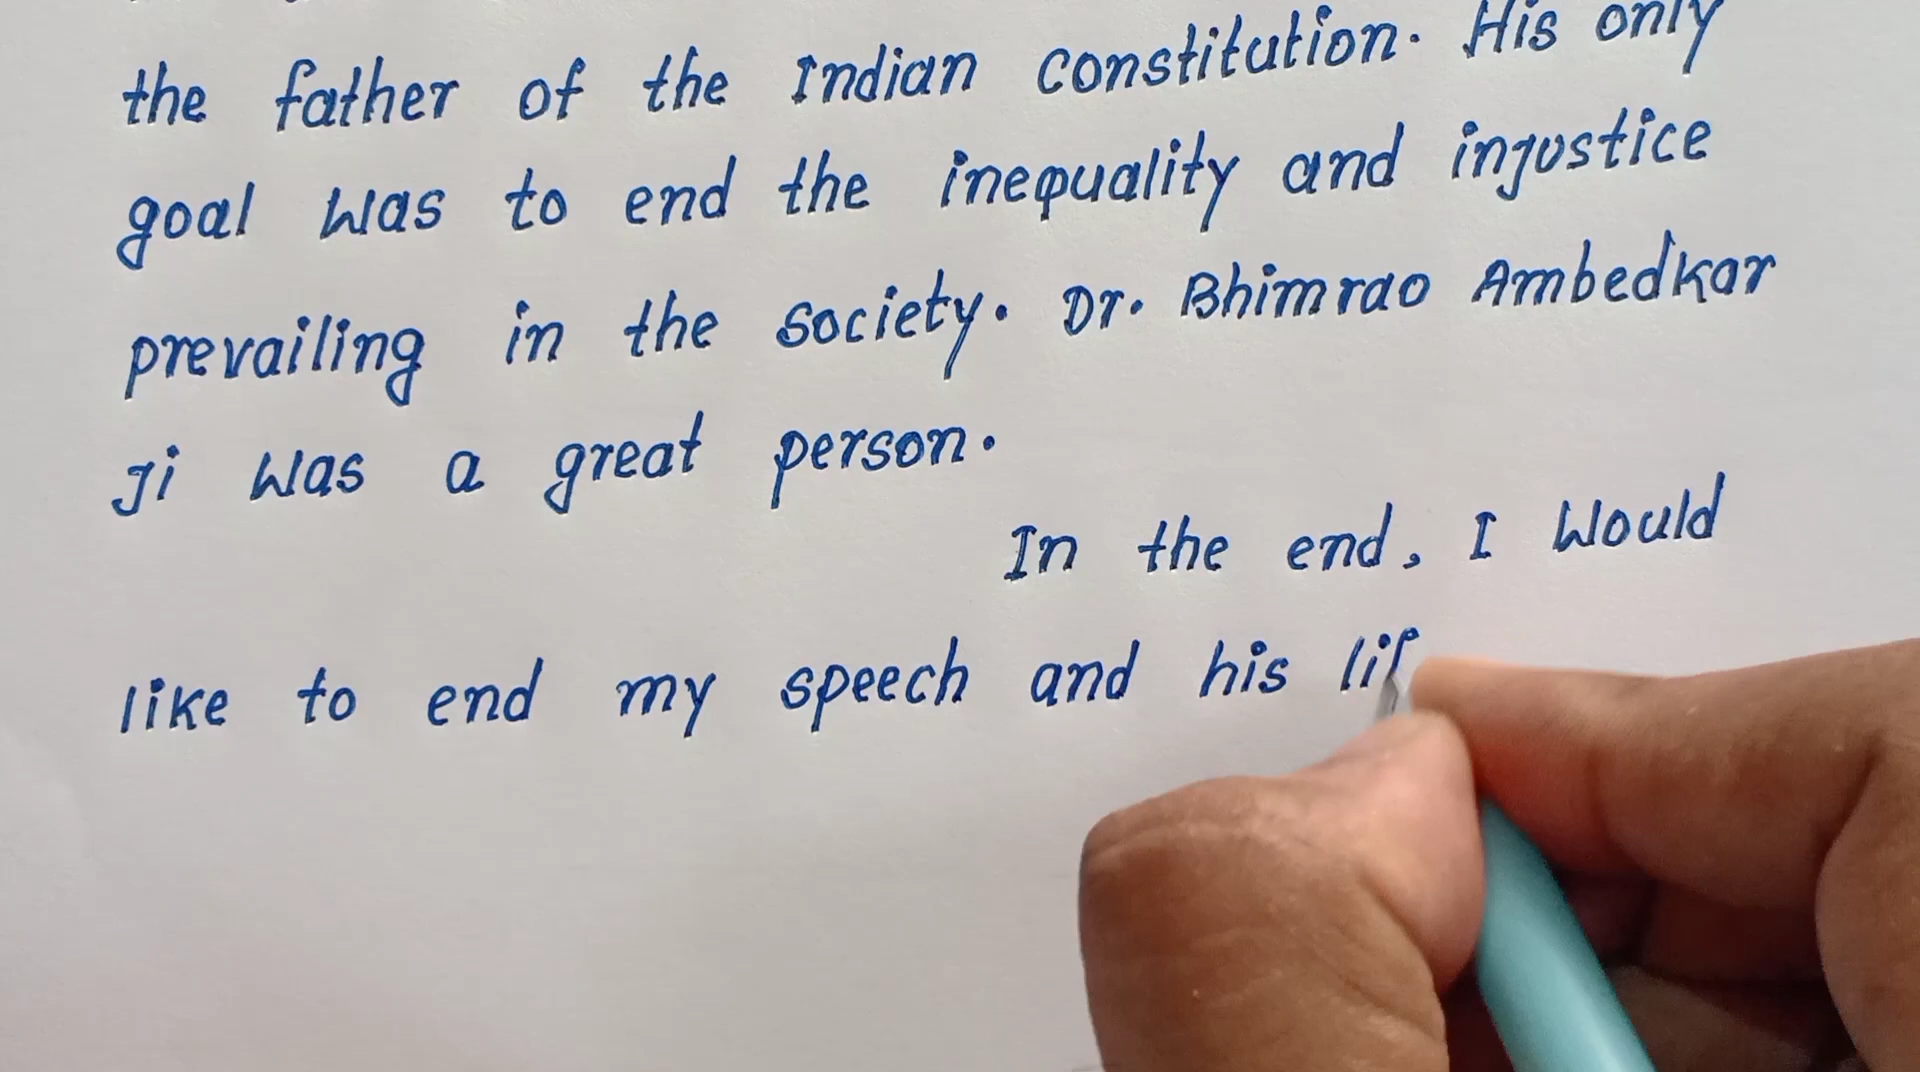 the father of the Indian constitution. His only
goal was to end the inequality and injustice
prevailing in the society. Dr. Bhimrao Ambedkar
Ji was a great person.
In the end, I would
like to end my speech and his lif